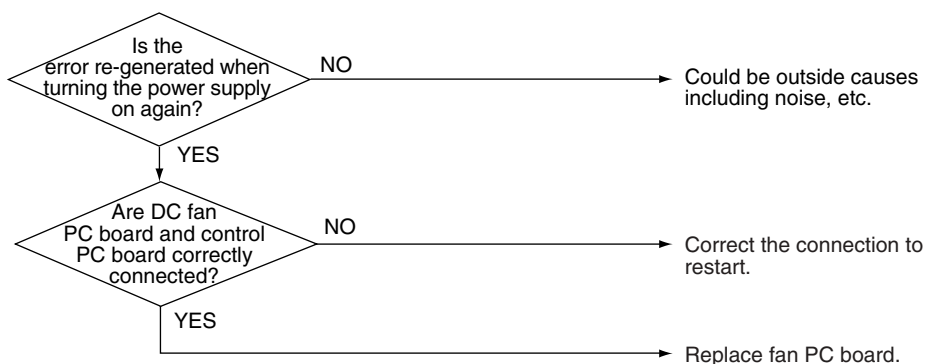 Is the
error re-generated when
turning the power supply
on again?
NO
Could be outside causes
including noise, etc.
YES
Are DC fan
PC board and control
PC board correctly
connected?
NO
Correct the connection to
restart.
YES
Replace fan PC board.